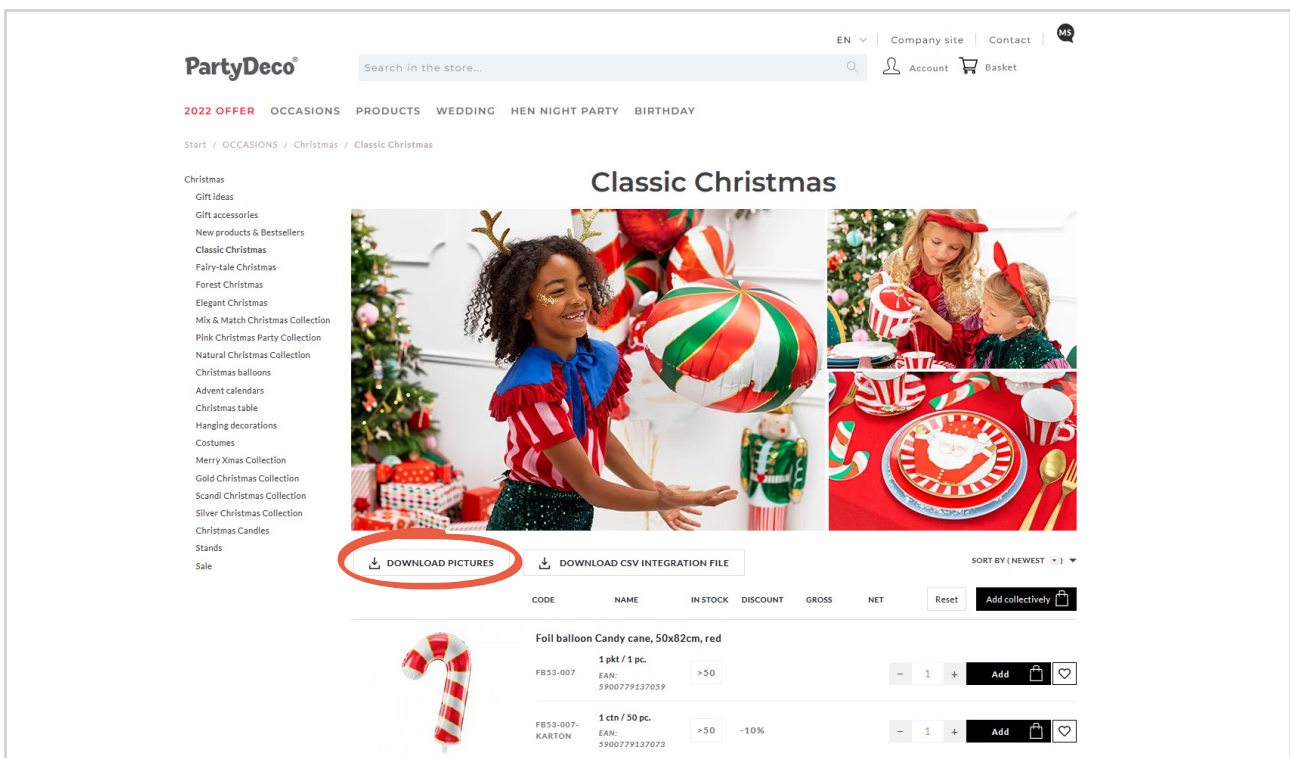 EN
Company site
Contact
MS
PartyDeco®
Search in the store...
Account
Basket
2022 OFFER OCCASIONS PRODUCTS WEDDING HEN NIGHT PARTY BIRTHDAY
Start / OCCASIONS / Christmas / Classic Christmas
Christmas
Gift ideas
Gift accessories
New products & Bestsellers
Classic Christmas
Fairy-tale Christmas
Forest Christmas
Elegant Christmas
Mix & Match Christmas Collection
Pink Christmas Party Collection
Natural Christmas Collection
Christmas balloons
Advent calendars
Christmas table
Hanging decorations
Costumes
Merry Xmas Collection
Gold Christmas Collection
Scandi Christmas Collection
Silver Christmas Collection
Christmas Candles
Stands
Sale
Classic Christmas
DOWNLOAD PICTURES
DOWNLOAD CSV INTEGRATION FILE
SORT BY ( NEWEST )
CODE NAME IN STOCK DISCOUNT GROSS NET
Reset
Add collectively
Foil balloon Candy cane, 50x82cm, red
FB53-007
1 pkt / 1 pc.
EAN:
5900779137059
>50
- 1 +
Add
FB53-007-
KARTON
1 ctn / 50 pc.
EAN:
5900779137073
>50
-10%
- 1 +
Add